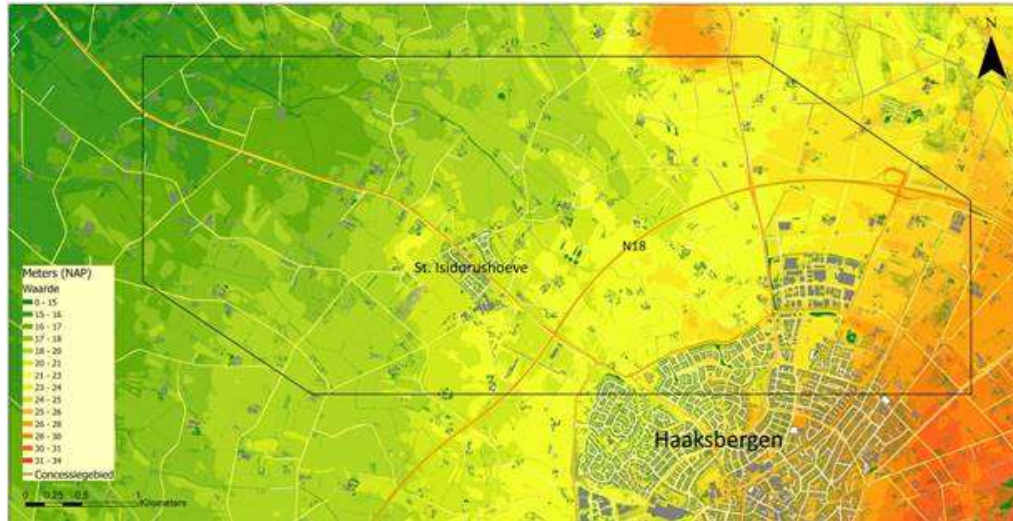 N
N18
St. Isidorushoeve
Haaksbergen
Meters (NAP)
Waarde
0 - 15
15 - 16
16 - 17
17 - 18
18 - 20
20 - 21
21 - 23
23 - 24
24 - 25
25 - 26
26 - 28
28 - 30
30 - 31
31 - 34
Concessiegebied
0 0.25 0.5 1
Kilometers